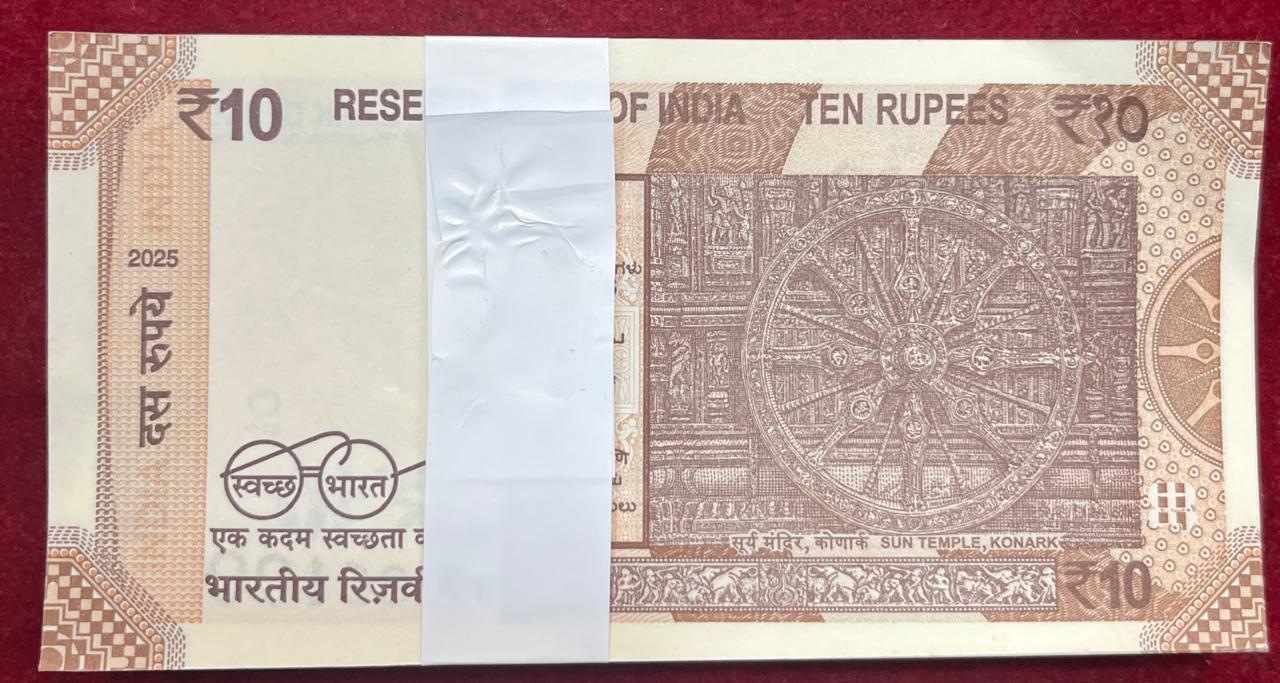 ₹10 RESE OF INDIA TEN RUPEES ₹१०
2025
दस रुपये
स्वच्छ भारत
एक कदम स्वच्छता
भारतीय रिज़र्व
सूर्य मंदिर, कोणार्क SUN TEMPLE, KONARK
₹10